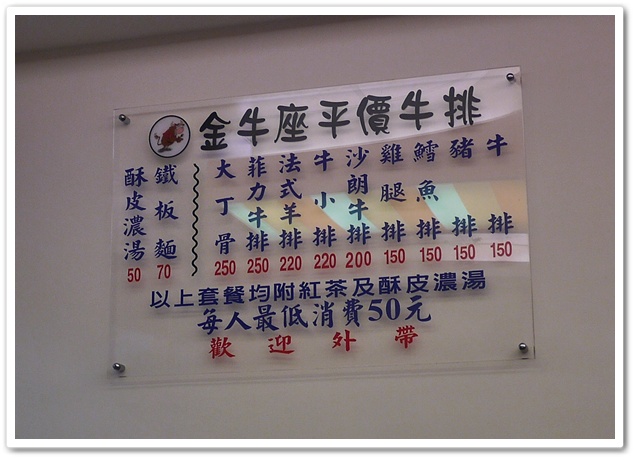 金牛座平價牛排
牛排
150
豬排
150
鱈魚排
150
雞腿排
150
沙朗牛排
200
牛小排
220
法式羊排
220
菲力牛排
250
大丁骨
250
鐵板麵
70
酥皮濃湯
50
以上套餐均附紅茶及酥皮濃湯
每人最低消費50元
歡迎外帶